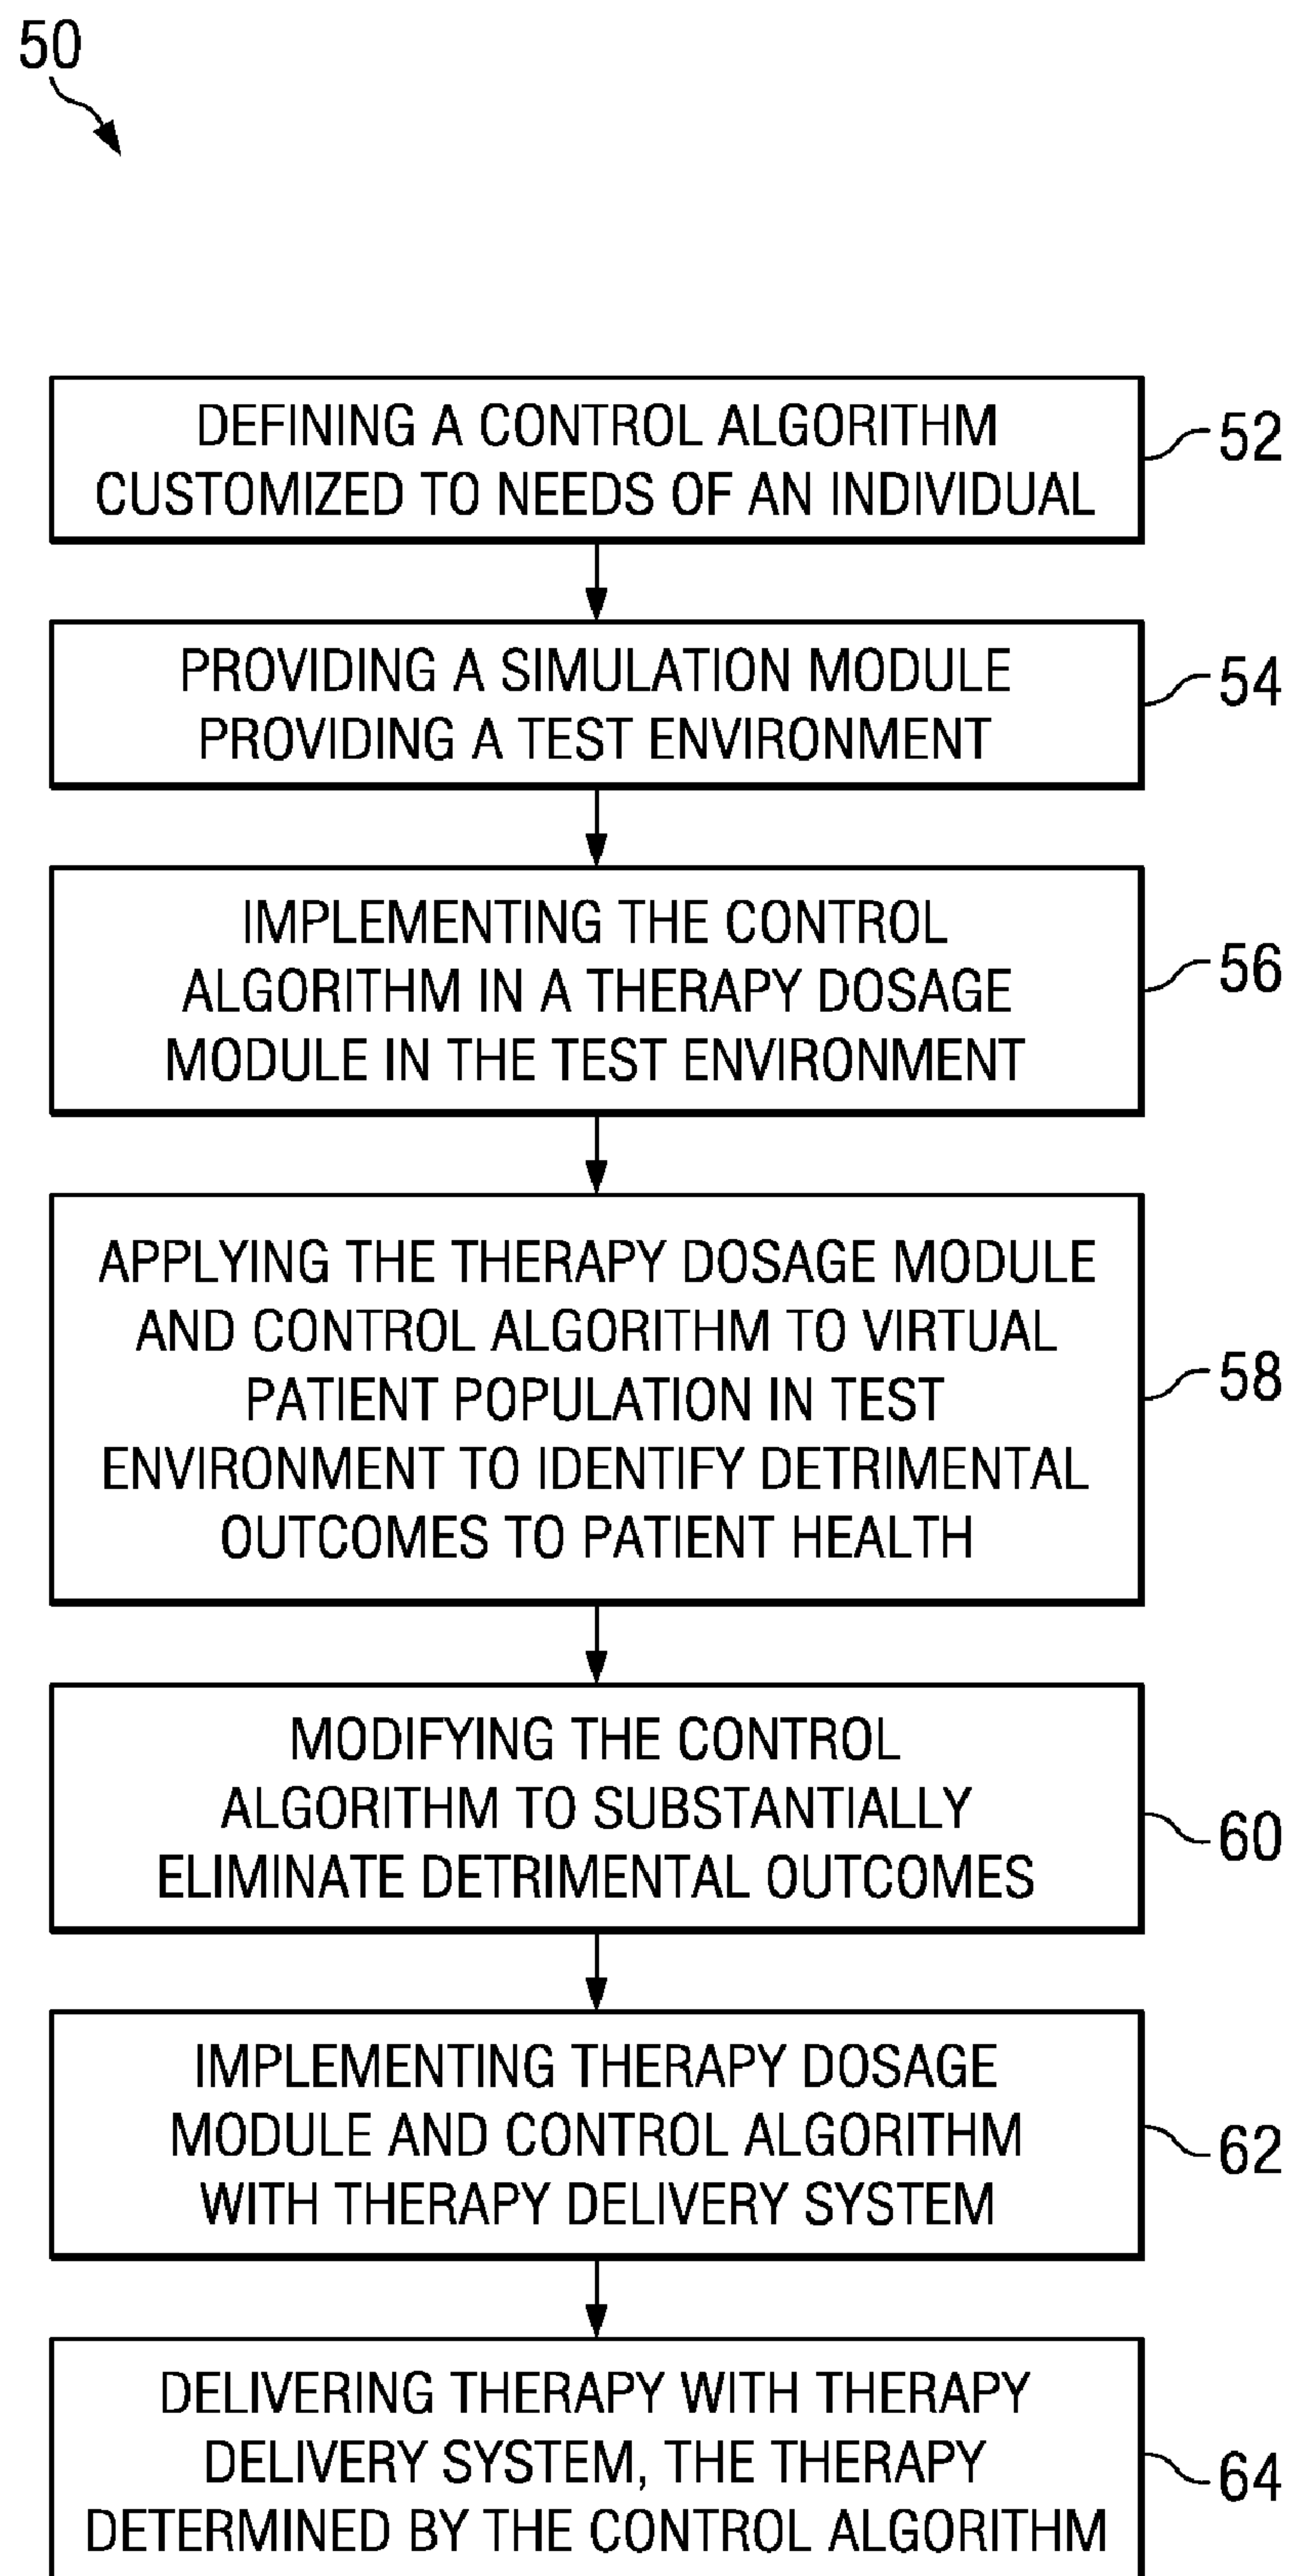 50
DEFINING A CONTROL ALGORITHM
CUSTOMIZED TO NEEDS OF AN INDIVIDUAL
52
PROVIDING A SIMULATION MODULE
PROVIDING A TEST ENVIRONMENT
54
IMPLEMENTING THE CONTROL
ALGORITHM IN A THERAPY DOSAGE
MODULE IN THE TEST ENVIRONMENT
56
APPLYING THE THERAPY DOSAGE MODULE
AND CONTROL ALGORITHM TO VIRTUAL
PATIENT POPULATION IN TEST
ENVIRONMENT TO IDENTIFY DETRIMENTAL
OUTCOMES TO PATIENT HEALTH
58
MODIFYING THE CONTROL
ALGORITHM TO SUBSTANTIALLY
ELIMINATE DETRIMENTAL OUTCOMES
60
IMPLEMENTING THERAPY DOSAGE
MODULE AND CONTROL ALGORITHM
WITH THERAPY DELIVERY SYSTEM
62
DELIVERING THERAPY WITH THERAPY
DELIVERY SYSTEM, THE THERAPY
DETERMINED BY THE CONTROL ALGORITHM
64